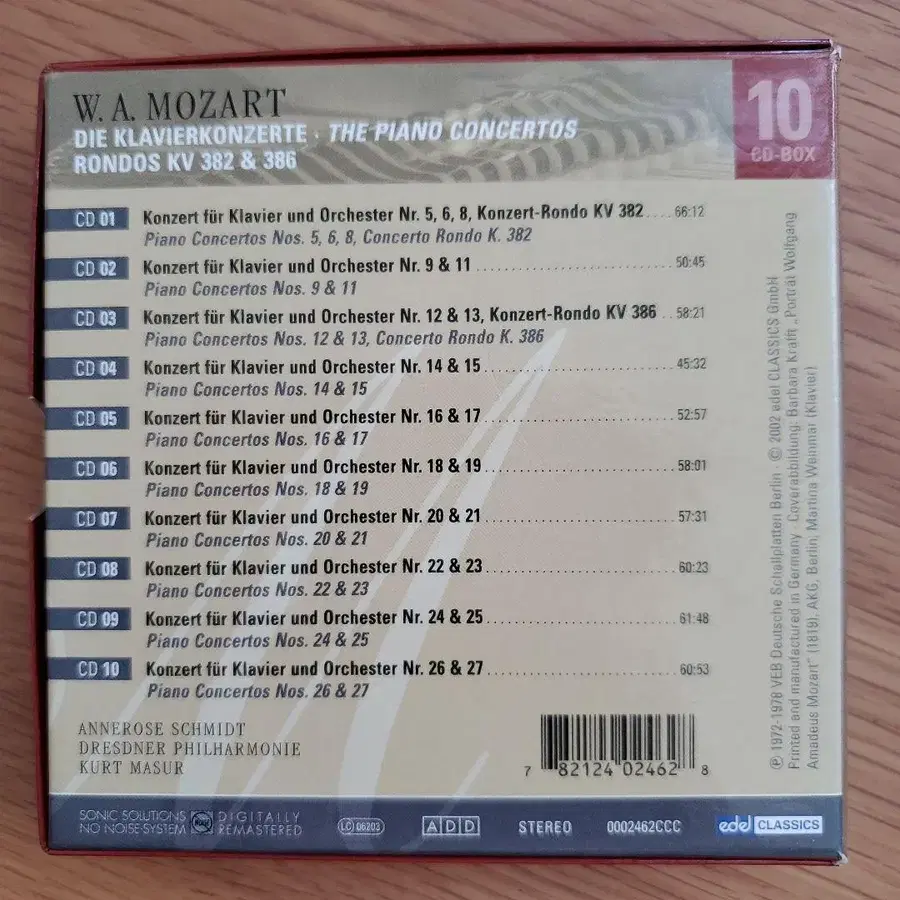 W. A. MOZART
DIE KLAVIERKONZERTE · THE PIANO CONCERTOS
RONDOS KV 382 & 386
10
CD-BOX
CD 01 Konzert für Klavier und Orchester Nr. 5, 6, 8, Konzert-Rondo KV 382 .... 66:12
Piano Concertos Nos. 5, 6, 8, Concerto Rondo K. 382
CD 02 Konzert für Klavier und Orchester Nr. 9 & 11 .... 50:45
Piano Concertos Nos. 9 & 11
CD 03 Konzert für Klavier und Orchester Nr. 12 & 13, Konzert-Rondo KV 386 .. 58:21
Piano Concertos Nos. 12 & 13, Concerto Rondo K. 386
CD 04 Konzert für Klavier und Orchester Nr. 14 & 15 .... 45:32
Piano Concertos Nos. 14 & 15
CD 05 Konzert für Klavier und Orchester Nr. 16 & 17 .... 52:57
Piano Concertos Nos. 16 & 17
CD 06 Konzert für Klavier und Orchester Nr. 18 & 19 .... 58:01
Piano Concertos Nos. 18 & 19
CD 07 Konzert für Klavier und Orchester Nr. 20 & 21 .... 57:31
Piano Concertos Nos. 20 & 21
CD 08 Konzert für Klavier und Orchester Nr. 22 & 23 .... 60:23
Piano Concertos Nos. 22 & 23
CD 09 Konzert für Klavier und Orchester Nr. 24 & 25 .... 61:48
Piano Concertos Nos. 24 & 25
CD 10 Konzert für Klavier und Orchester Nr. 26 & 27 .... 60:53
Piano Concertos Nos. 26 & 27
ANNEROSE SCHMIDT
DRESDNER PHILHARMONIE
KURT MASUR
7 82124 02462 8
℗ 1972-1978 VEB Deutsche Schallplatten Berlin · © 2002 edel CLASSICS GmbH
Printed and manufactured in Germany · Coverabbildung: Barbara Krafft „Porträt Wolfgang
Amadeus Mozart" (1819), AKG, Berlin; Martina Weinmar (Klavier)
SONIC SOLUTIONS
NO NOISE-SYSTEM
DIGITALLY
REMASTERED
LC 06203
ADD
STEREO
0002462CCC
edel CLASSICS